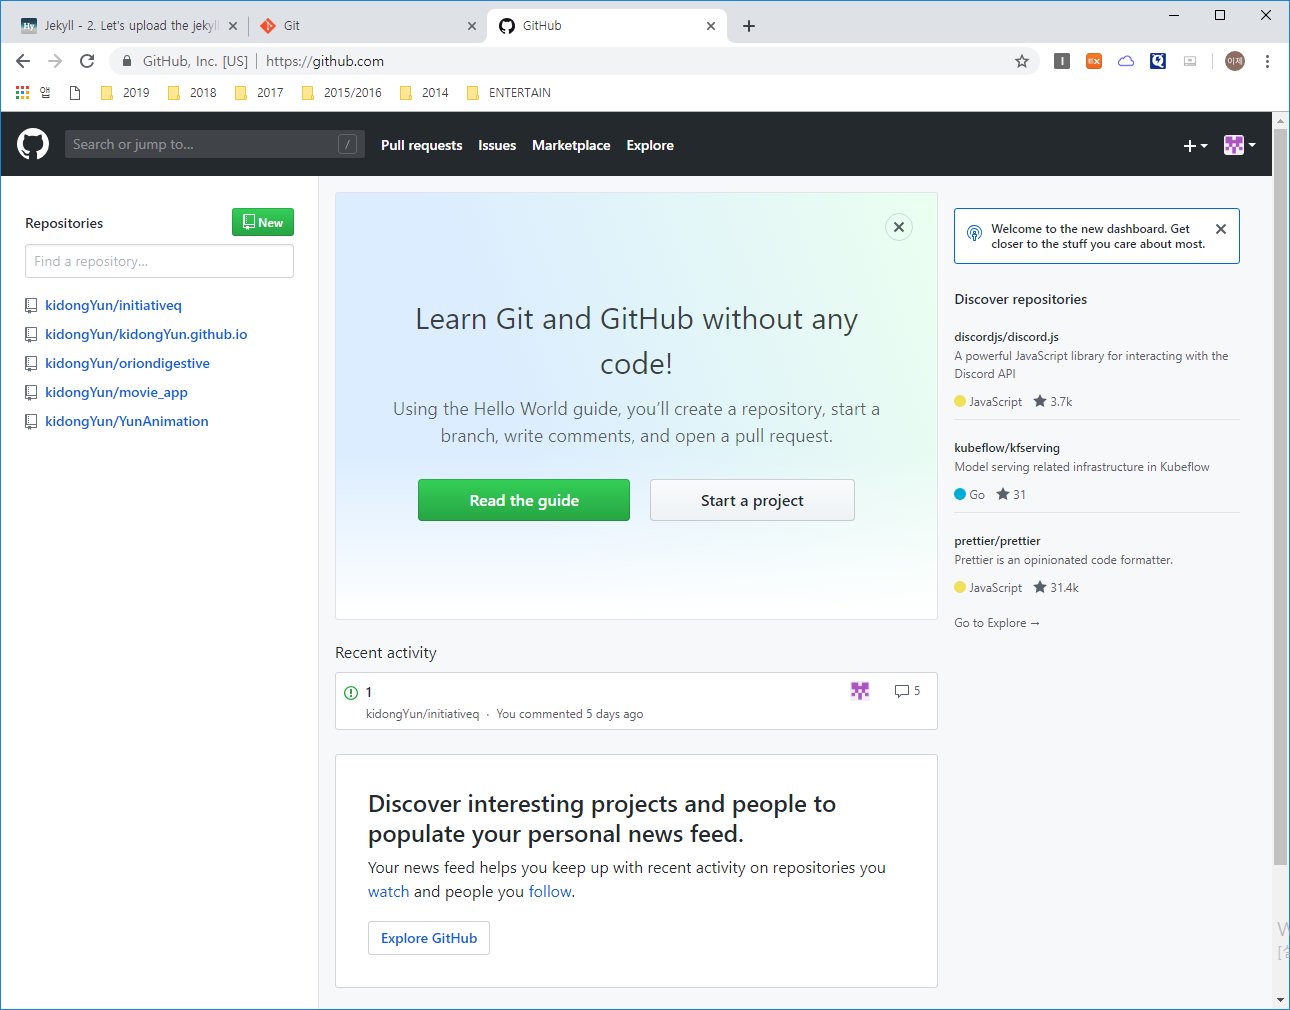 Jekyll - 2. Let's upload the jekyll
Git
GitHub
GitHub, Inc. [US]
https://github.com
EX
이제
앱
2019
2018
2017
2015/2016
2014
ENTERTAIN
Search or jump to...
/
Pull requests
Issues
Marketplace
Explore
Repositories
New
Find a repository...
kidongYun/initiativeq
kidongYun/kidongYun.github.io
kidongYun/oriondigestive
kidongYun/movie_app
kidongYun/YunAnimation
Learn Git and GitHub without any
code!
Using the Hello World guide, you’ll create a repository, start a
branch, write comments, and open a pull request.
Read the guide
Start a project
Recent activity
1
5
kidongYun/initiativeq · You commented 5 days ago
Discover interesting projects and people to
populate your personal news feed.
Your news feed helps you keep up with recent activity on repositories you
watch and people you follow.
Explore GitHub
Welcome to the new dashboard. Get
closer to the stuff you care about most.
Discover repositories
discordjs/discord.js
A powerful JavaScript library for interacting with the
Discord API
JavaScript 3.7k
kubeflow/kfserving
Model serving related infrastructure in Kubeflow
Go 31
prettier/prettier
Prettier is an opinionated code formatter.
JavaScript 31.4k
Go to Explore →